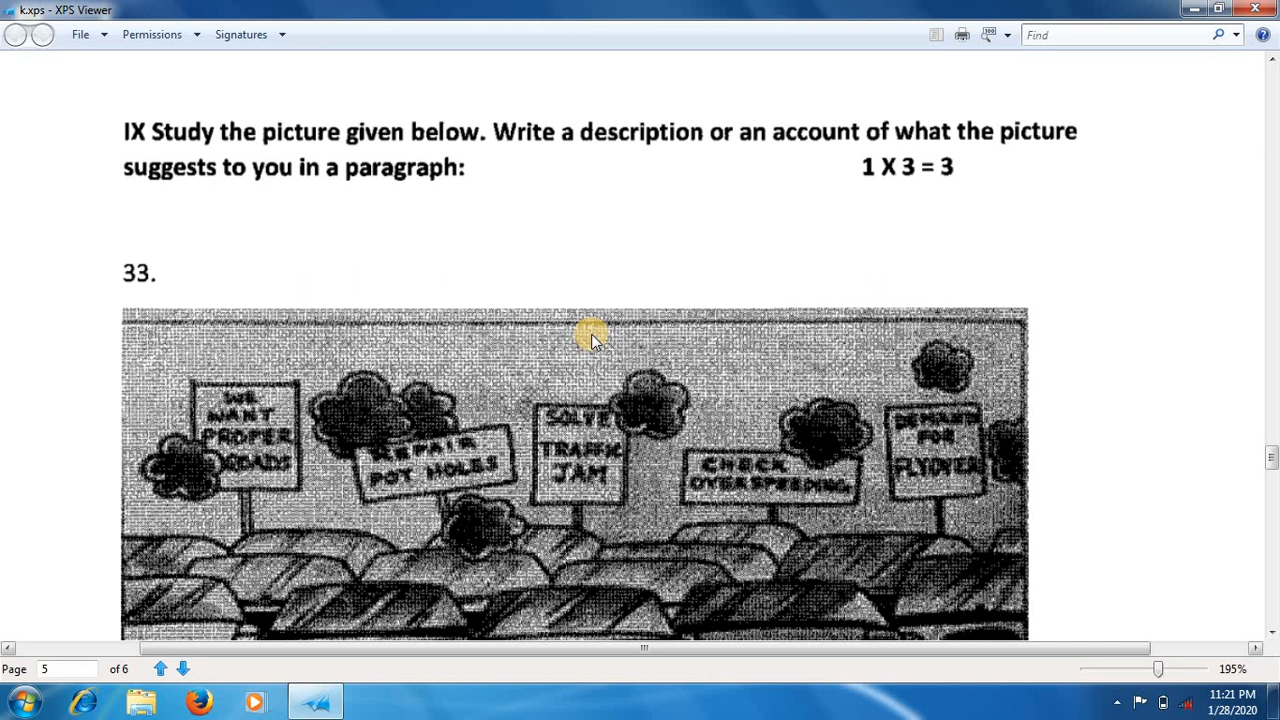 k.xps - XPS Viewer
File Permissions Signatures
Find
IX Study the picture given below. Write a description or an account of what the picture
suggests to you in a paragraph: 1 X 3 = 3
33.
WE
WANT
PROPER
ROADS
REPAIR
POT HOLES
SOLVE
TRAFFIC
JAM
CHECK
OVERSPEEDING
DEMAND
FOR
FLYOVER
Page 5 of 6 195%
11:21 PM
1/28/2020